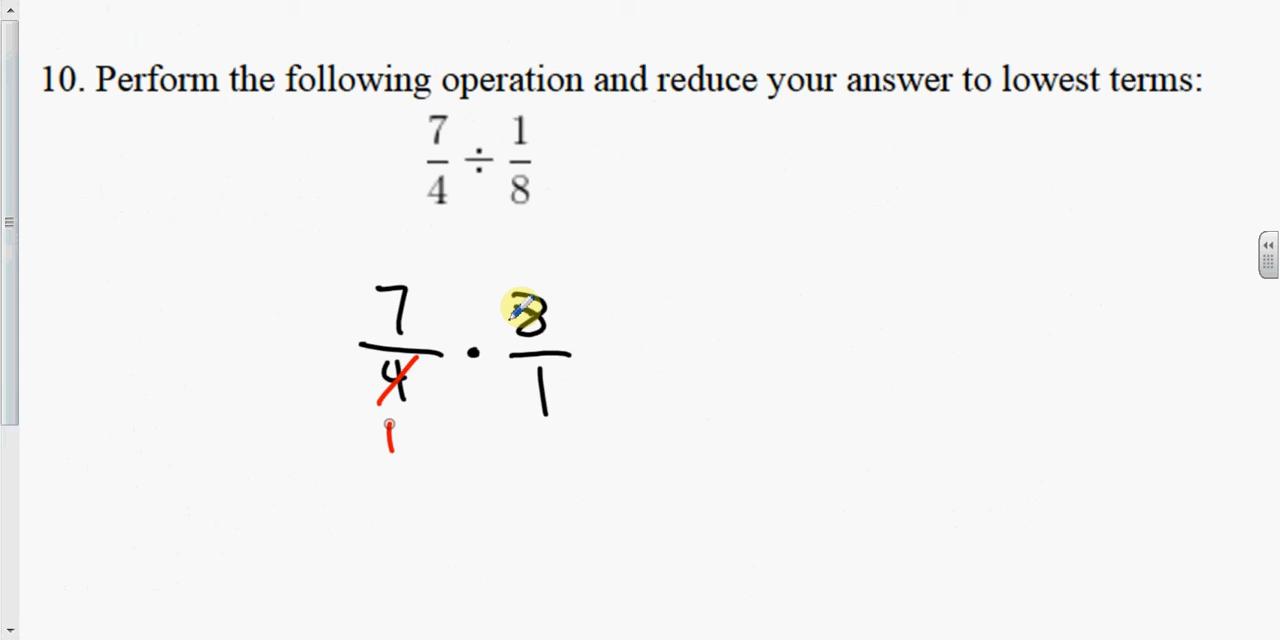 10. Perform the following operation and reduce your answer to lowest terms:
7/4 ÷ 1/8
7/4 · 8/1
1